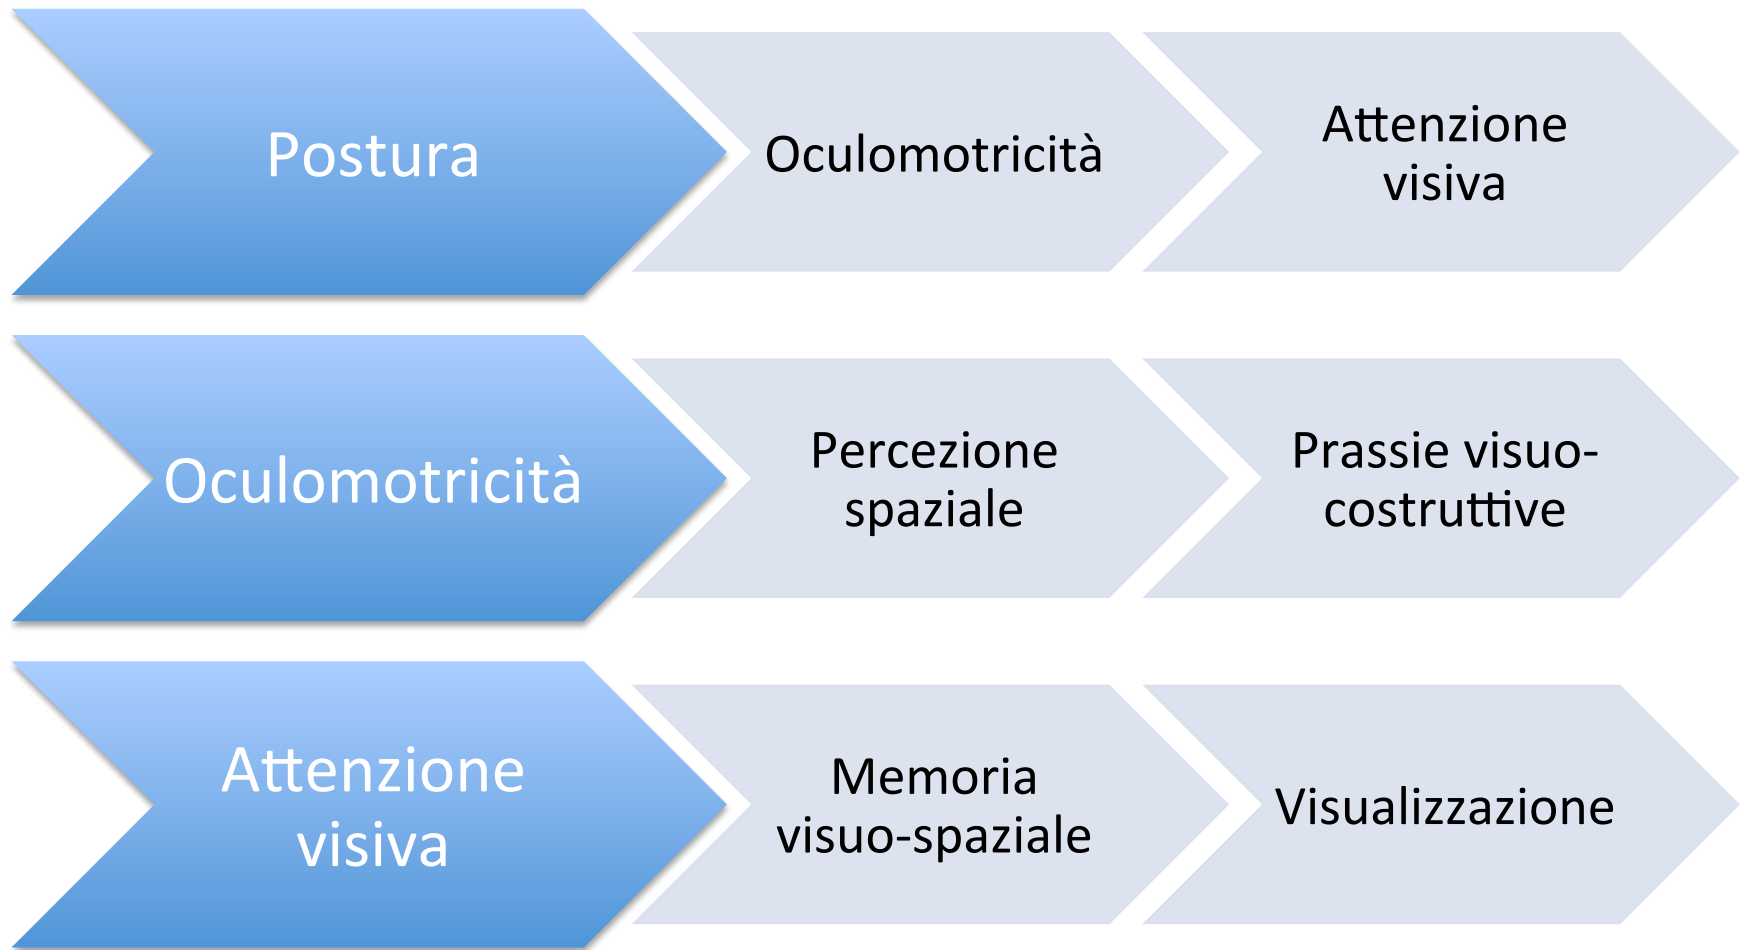 Postura
Oculomotricità
Attenzione
visiva
Oculomotricità
Percezione
spaziale
Prassie visuo-
costruttive
Attenzione
visiva
Memoria
visuo-spaziale
Visualizzazione